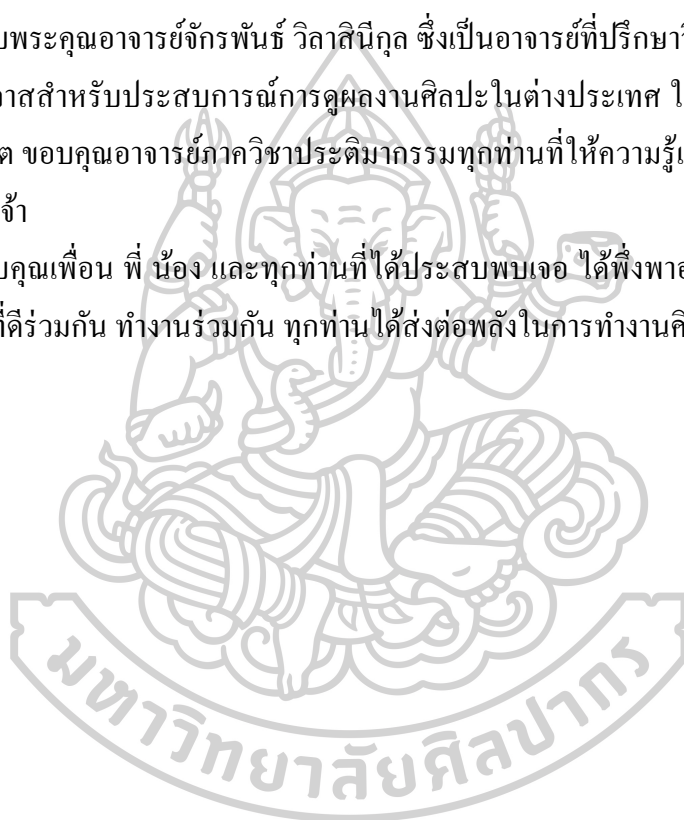 บพระคุณอาจารย์จักรพันธ์ วิลาสินีกุล ซึ่งเป็นอาจารย์ที่ปรึกษาวิ
าสสำหรับประสบการณ์การดูผลงานศิลปะในต่างประเทศ ใ
ต ขอบคุณอาจารย์ภาควิชาประติมากรรมทุกท่านที่ให้ความรู้แ
จ้า
บคุณเพื่อน พี่ น้อง และทุกท่านที่ได้ประสบพบเจอ ได้พึ่งพาอ
ที่ดีร่วมกัน ทำงานร่วมกัน ทุกท่านได้ส่งต่อพลังในการทำงานศิ
มหาวิทยาลัยศิลปากร